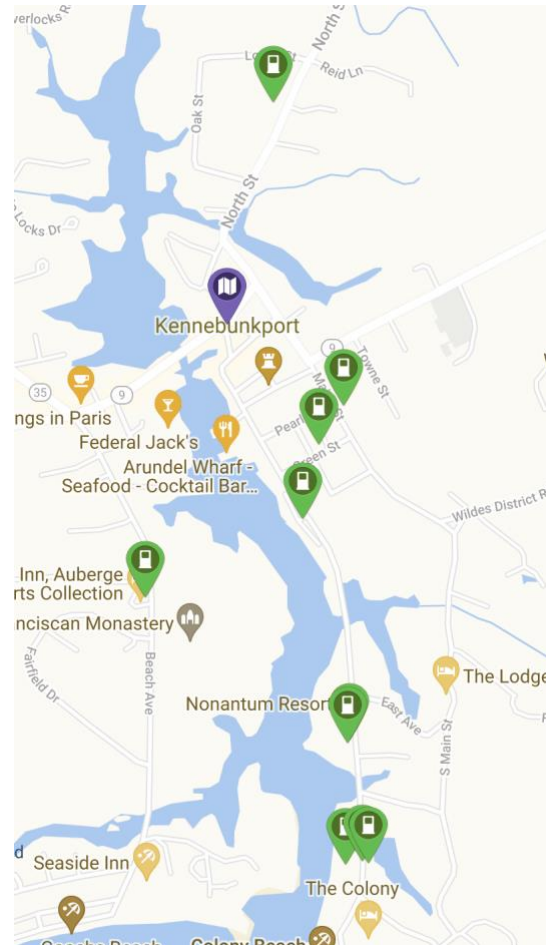 North St
Reid Ln
Oak St
North St
Locks Dr
Kennebunkport
9
Towne St
35
9
ngs in Paris
Federal Jack's
Arundel Wharf -
Seafood - Cocktail Bar...
Green St
Wildes District R
Inn, Auberge
rts Collection
nciscan Monastery
Fairfield Dr
Beach Ave
The Lodge
Nonantum Resor
East Ave
S Main St
d
Seaside Inn
The Colony
Colony Beach